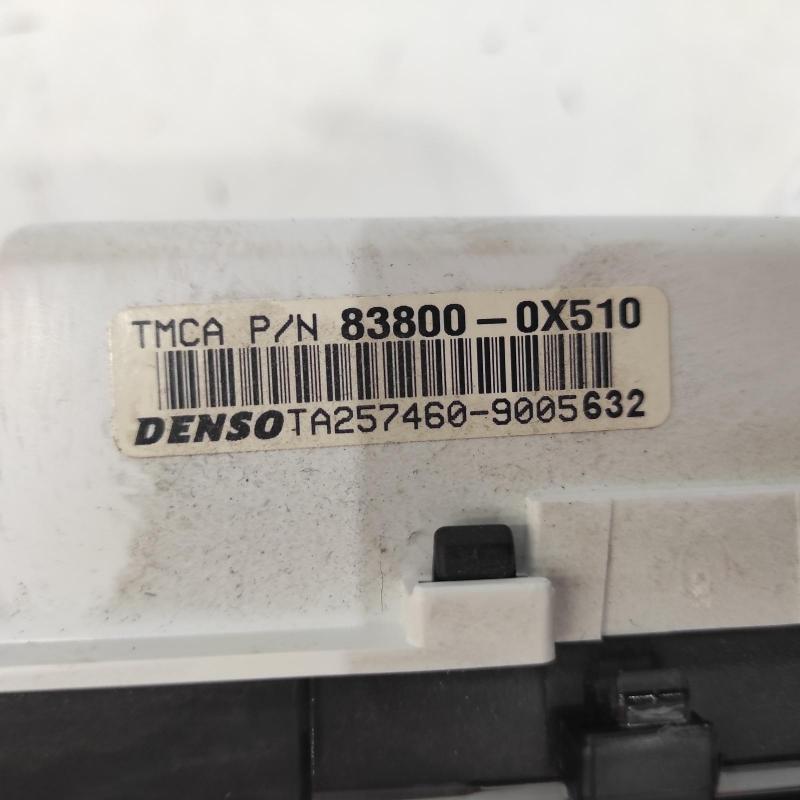 TMCA P/N 83800-0X510
DENSO TA257460-9005632